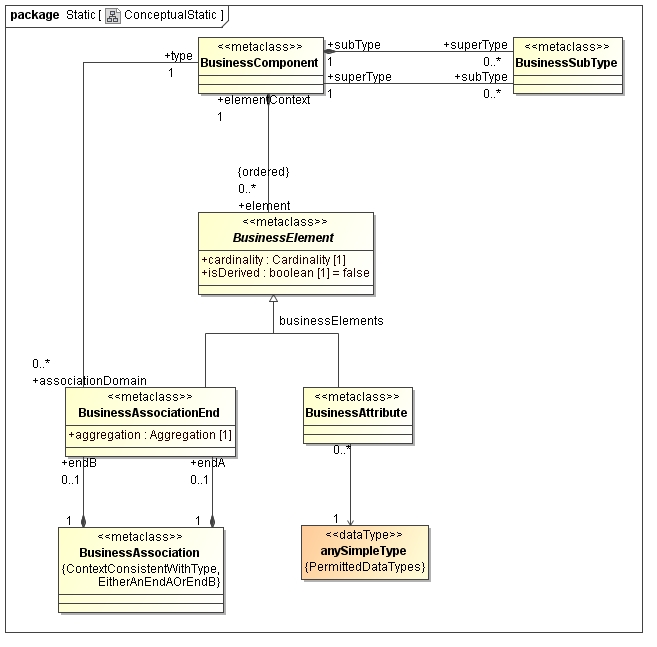 package Static [ ConceptualStatic ]
<<metaclass>>
BusinessComponent
+type
1
+subType
1
+superType
0..*
<<metaclass>>
BusinessSubType
+superType
1
+subType
0..*
+elementContext
1
{ordered}
0..*
+element
<<metaclass>>
BusinessElement
+cardinality : Cardinality [1]
+isDerived : boolean [1] = false
businessElements
0..*
+associationDomain
<<metaclass>>
BusinessAssociationEnd
+aggregation : Aggregation [1]
<<metaclass>>
BusinessAttribute
0..*
+endB
0..1
+endA
0..1
1
1
1
<<metaclass>>
BusinessAssociation
{ContextConsistentWithType,
EitherAnEndAOrEndB}
<<dataType>>
anySimpleType
{PermittedDataTypes}